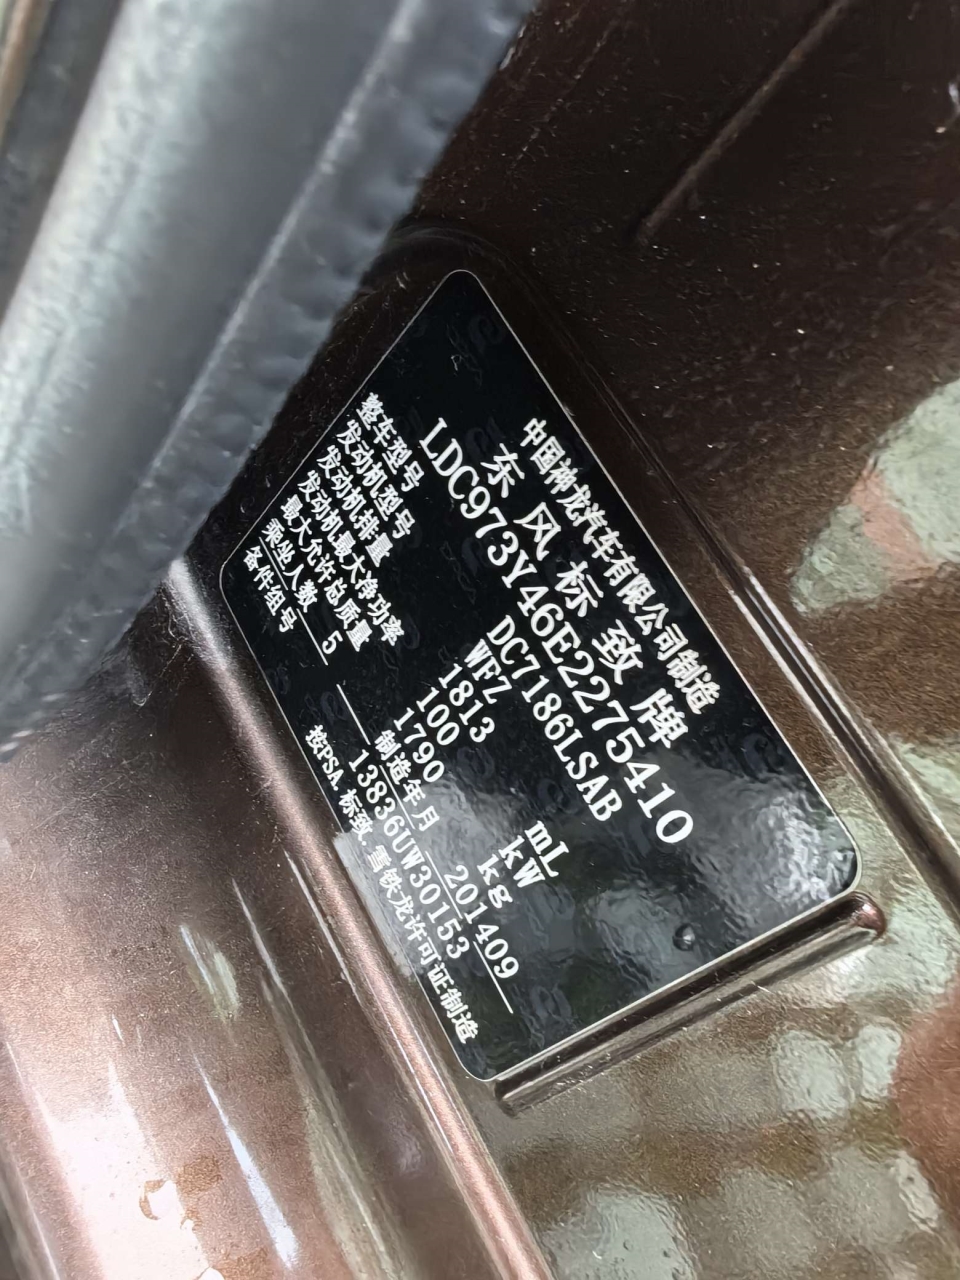 中国神龙汽车有限公司制造
东风标致牌
LDC973Y46E2275410
整车型号 DC7186LSAB
发动机型号 WFZ
发动机排量 1813 mL
发动机最大净功率 100 kW
最大允许总质量 1790 kg
乘坐人数 5 制造年月 201409
备件组号 13836UW30153
按PSA.标致.雪铁龙许可证制造